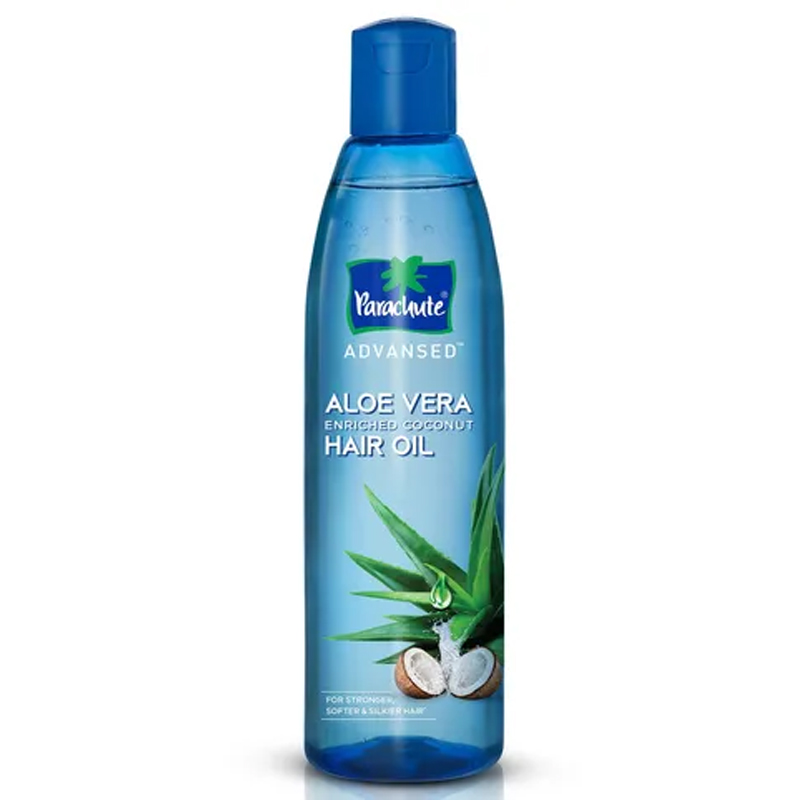 Parachute®
ADVANSED™
ALOE VERA
ENRICHED COCONUT
HAIR OIL
FOR STRONGER,
SOFTER & SILKIER HAIR*